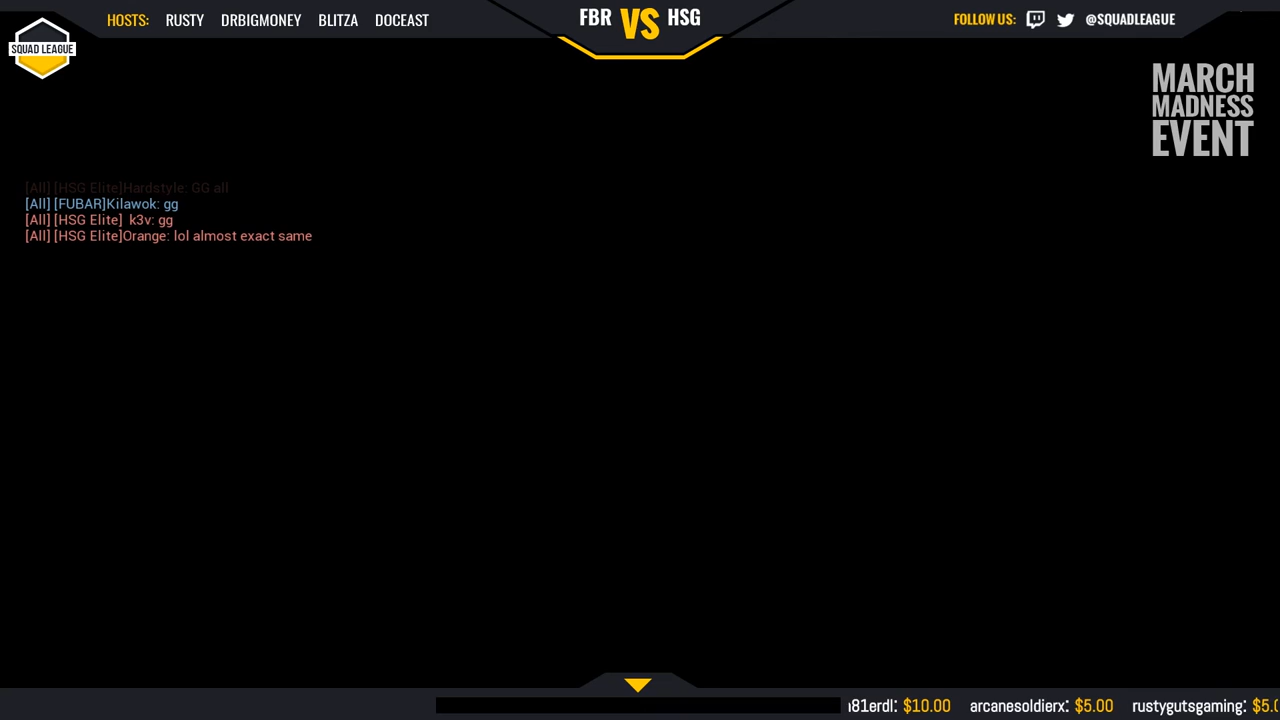 HOSTS: RUSTY DRBIGMONEY BLITZA DOCEAST
FBR VS HSG
FOLLOW US: @SQUADLEAGUE
SQUAD LEAGUE
MARCH
MADNESS
EVENT
[All] [HSG Elite]Hardstyle: GG all
[All] [FUBAR]Kilawok: gg
[All] [HSG Elite] k3v: gg
[All] [HSG Elite]Orange: lol almost exact same
$10.00 arcanesoldierx: $5.00 rustygutsgaming: